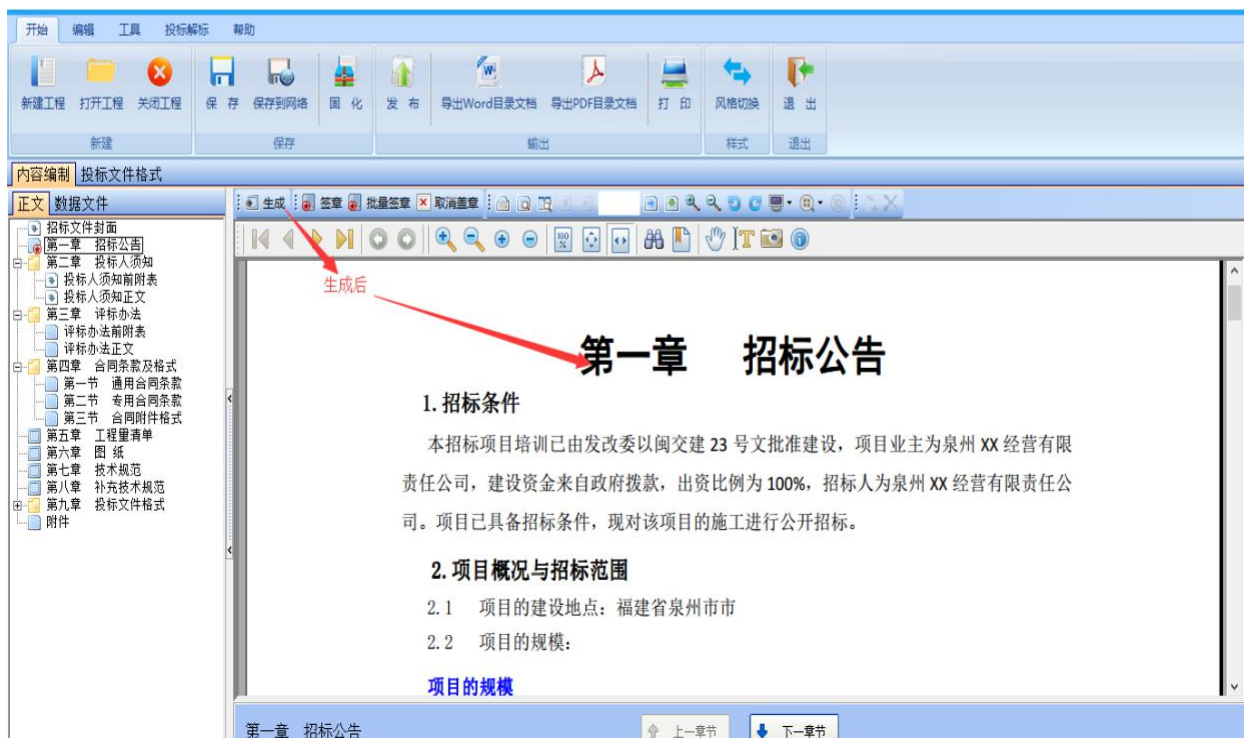 开始 编辑 工具 投标解标 帮助
新建工程 打开工程 关闭工程 保 存 保存到网络 固 化 发 布 导出Word目录文档 导出PDF目录文档 打 印 风格切换 退 出
新建 保存 输出 样式 退出
内容编制 投标文件格式
正文 数据文件
生成 签章 批量签章 取消盖章
招标文件封面
第一章 招标公告
第二章 投标人须知
投标人须知前附表
投标人须知正文
第三章 评标办法
评标办法前附表
评标办法正文
第四章 合同条款及格式
第一节 通用合同条款
第二节 专用合同条款
第三节 合同附件格式
第五章 工程量清单
第六章 图 纸
第七章 技术规范
第八章 补充技术规范
第九章 投标文件格式
附件
生成后
第一章 招标公告
1.招标条件
本招标项目培训已由发改委以闽交建 23 号文批准建设，项目业主为泉州 XX 经营有限
责任公司，建设资金来自政府拨款，出资比例为 100%，招标人为泉州 XX 经营有限责任公
司。项目已具备招标条件，现对该项目的施工进行公开招标。
2.项目概况与招标范围
2.1 项目的建设地点：福建省泉州市市
2.2 项目的规模：
项目的规模
第一章 招标公告 上一章节 下一章节